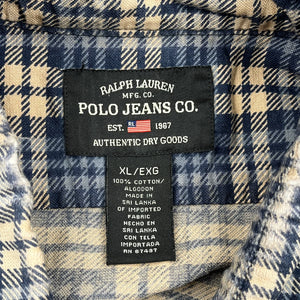 RALPH LAUREN
MFG. CO.
POLO JEANS CO.
EST. RL 1967
AUTHENTIC DRY GOODS
XL/EXG
100% COTTON/
ALGODON
MADE IN
SRI LANKA
OF IMPORTED
FABRIC
HECHO EN
SRI LANKA
CON TELA
IMPORTADA
RN 67487